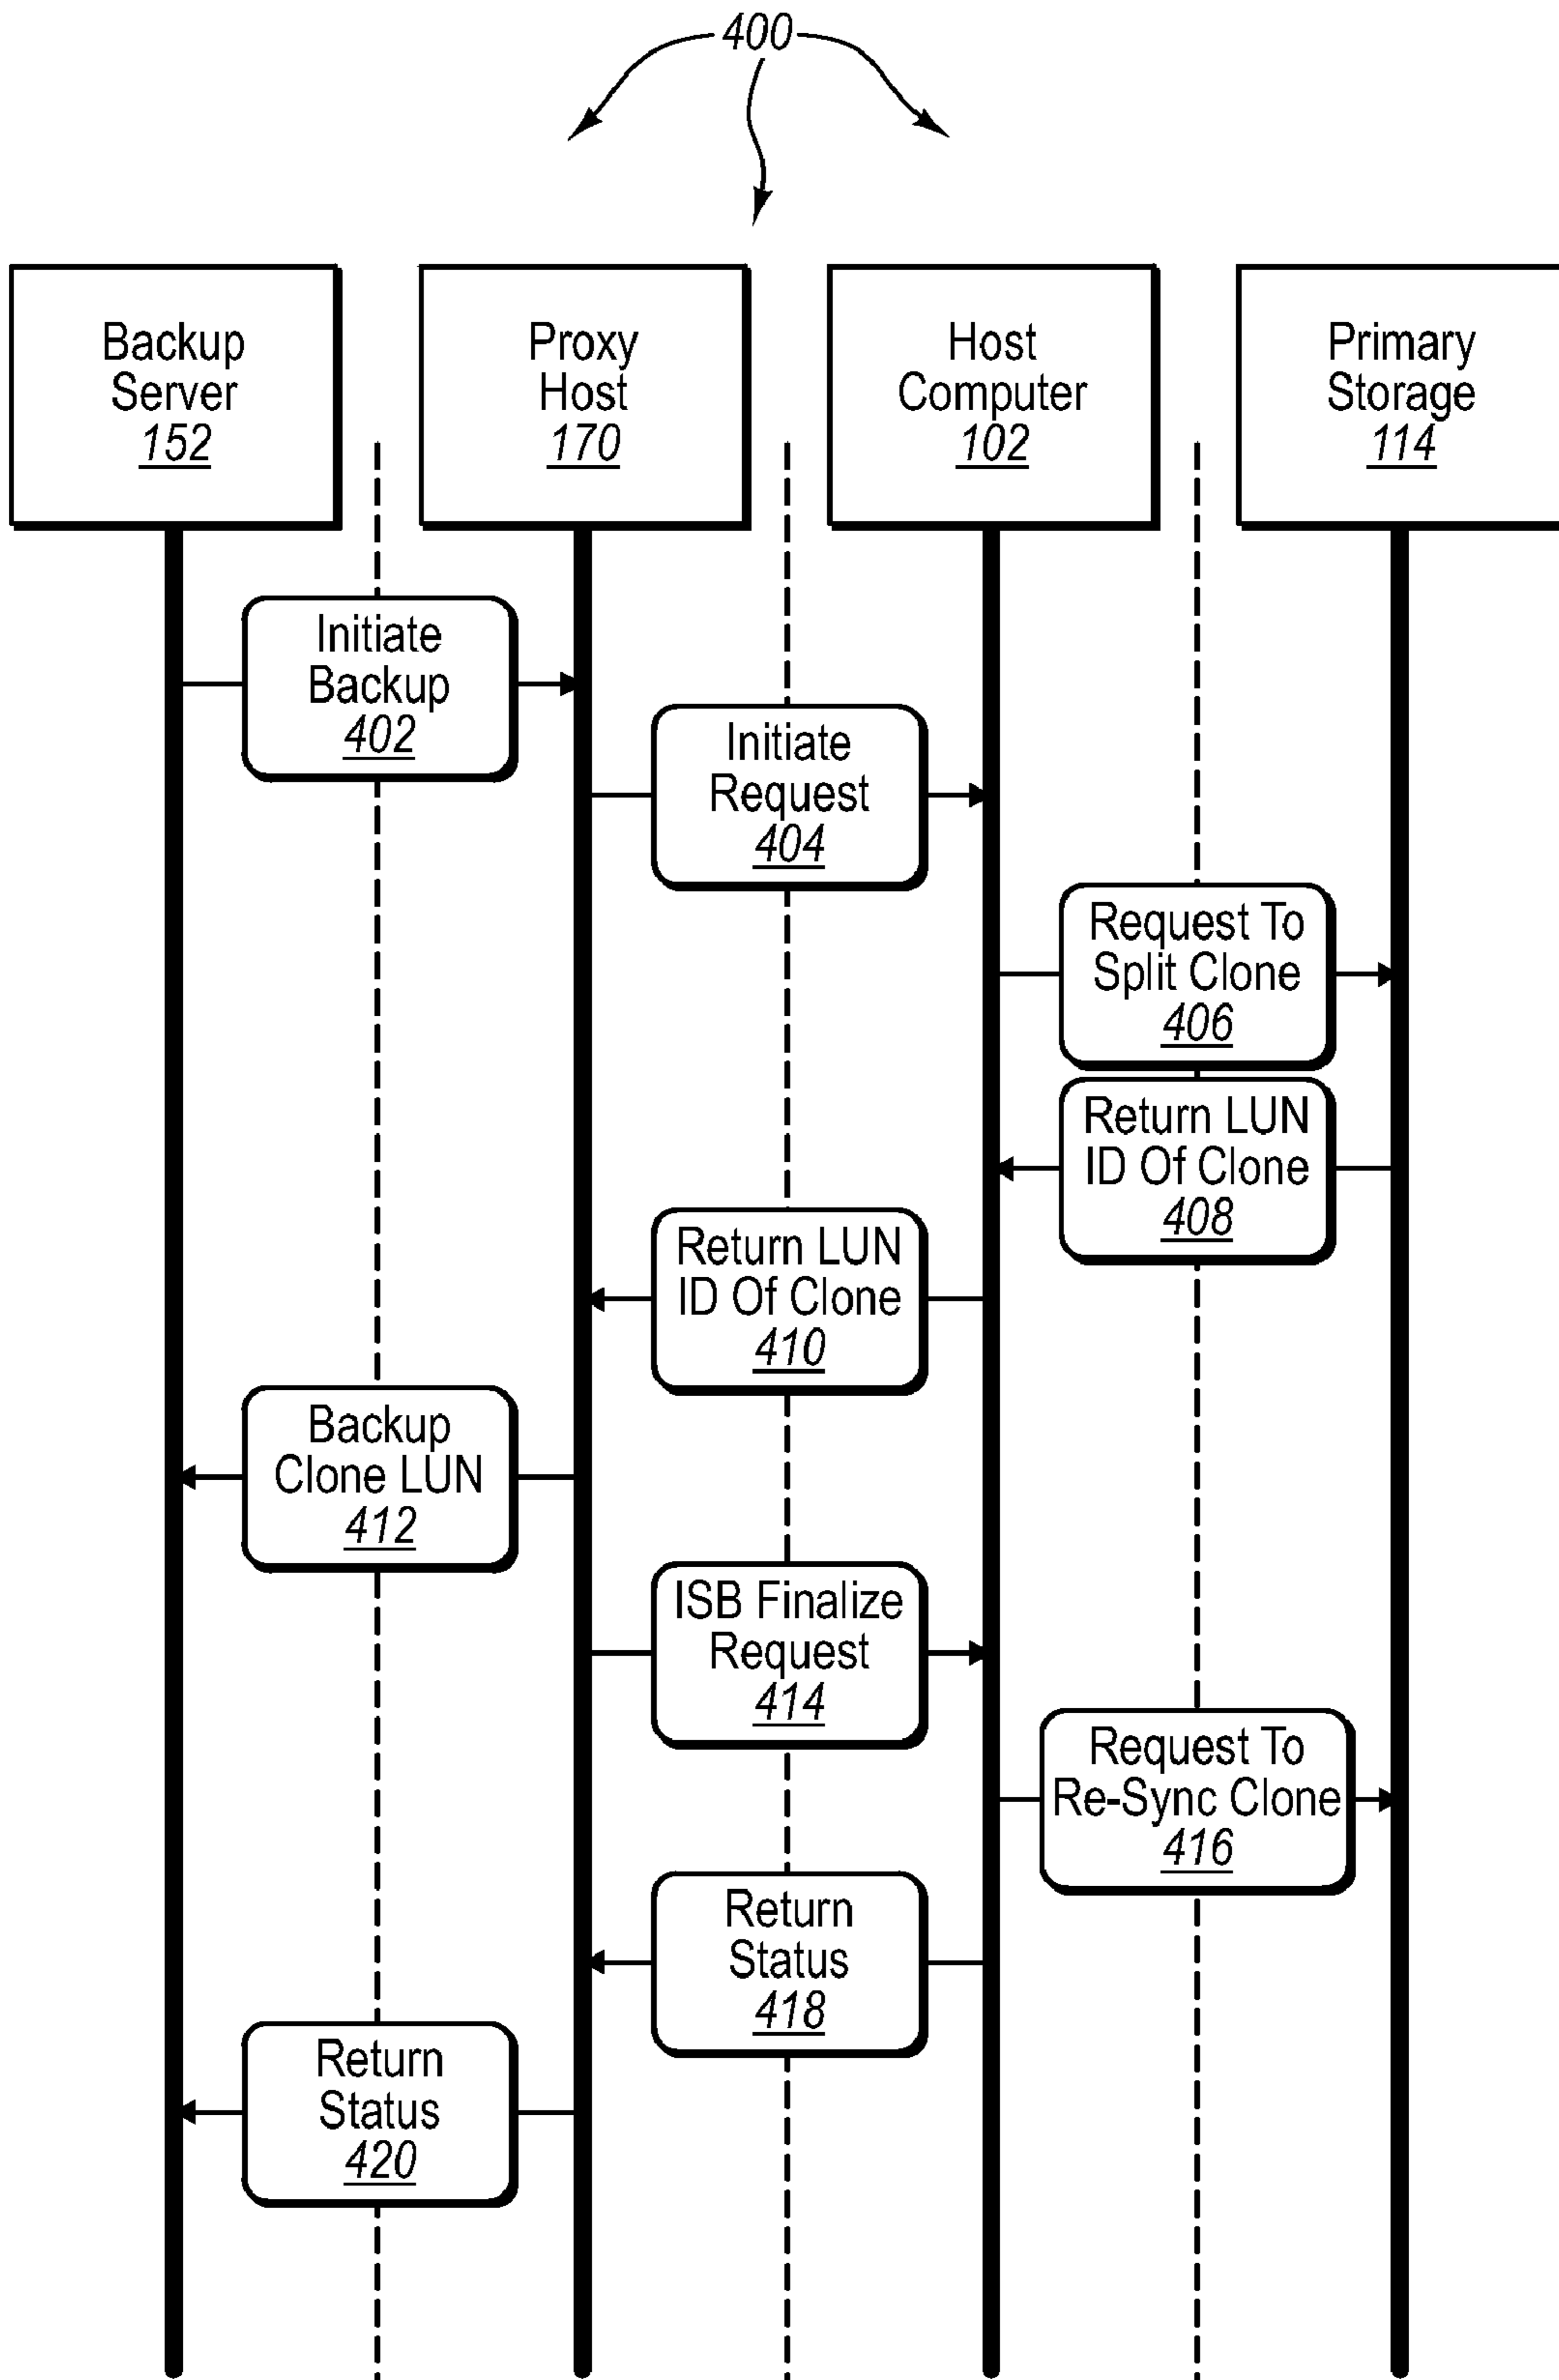 400
Backup
Server
152
Proxy
Host
170
Host
Computer
102
Primary
Storage
114
Initiate
Backup
402
Initiate
Request
404
Request To
Split Clone
406
Return LUN
ID Of Clone
408
Return LUN
ID Of Clone
410
Backup
Clone LUN
412
ISB Finalize
Request
414
Request To
Re-Sync Clone
416
Return
Status
418
Return
Status
420